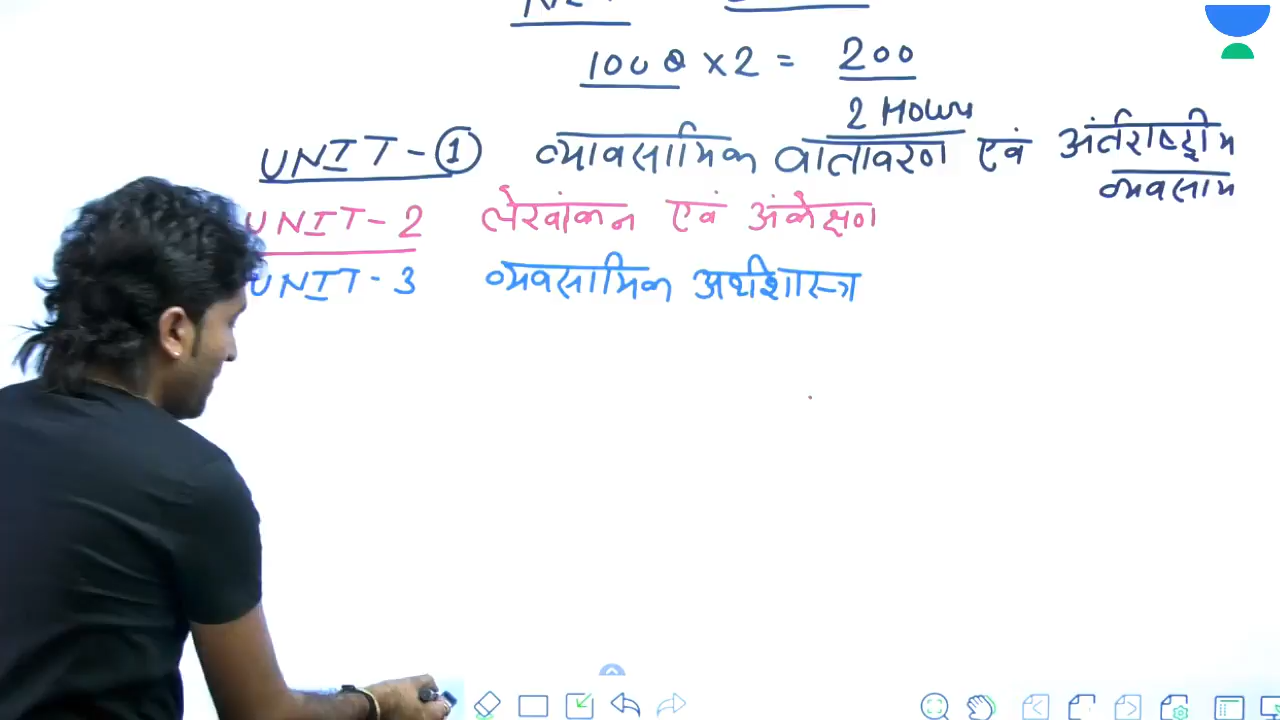 100 Q × 2 = 200
2 Hours
UNIT - 1 व्यावसायिक वातावरण एवं अंर्तराष्ट्रीय
व्यवसाय
UNIT - 2 लेखांकन एवं अंकेक्षण
UNIT - 3 व्यवसायिक अर्थशास्त्र